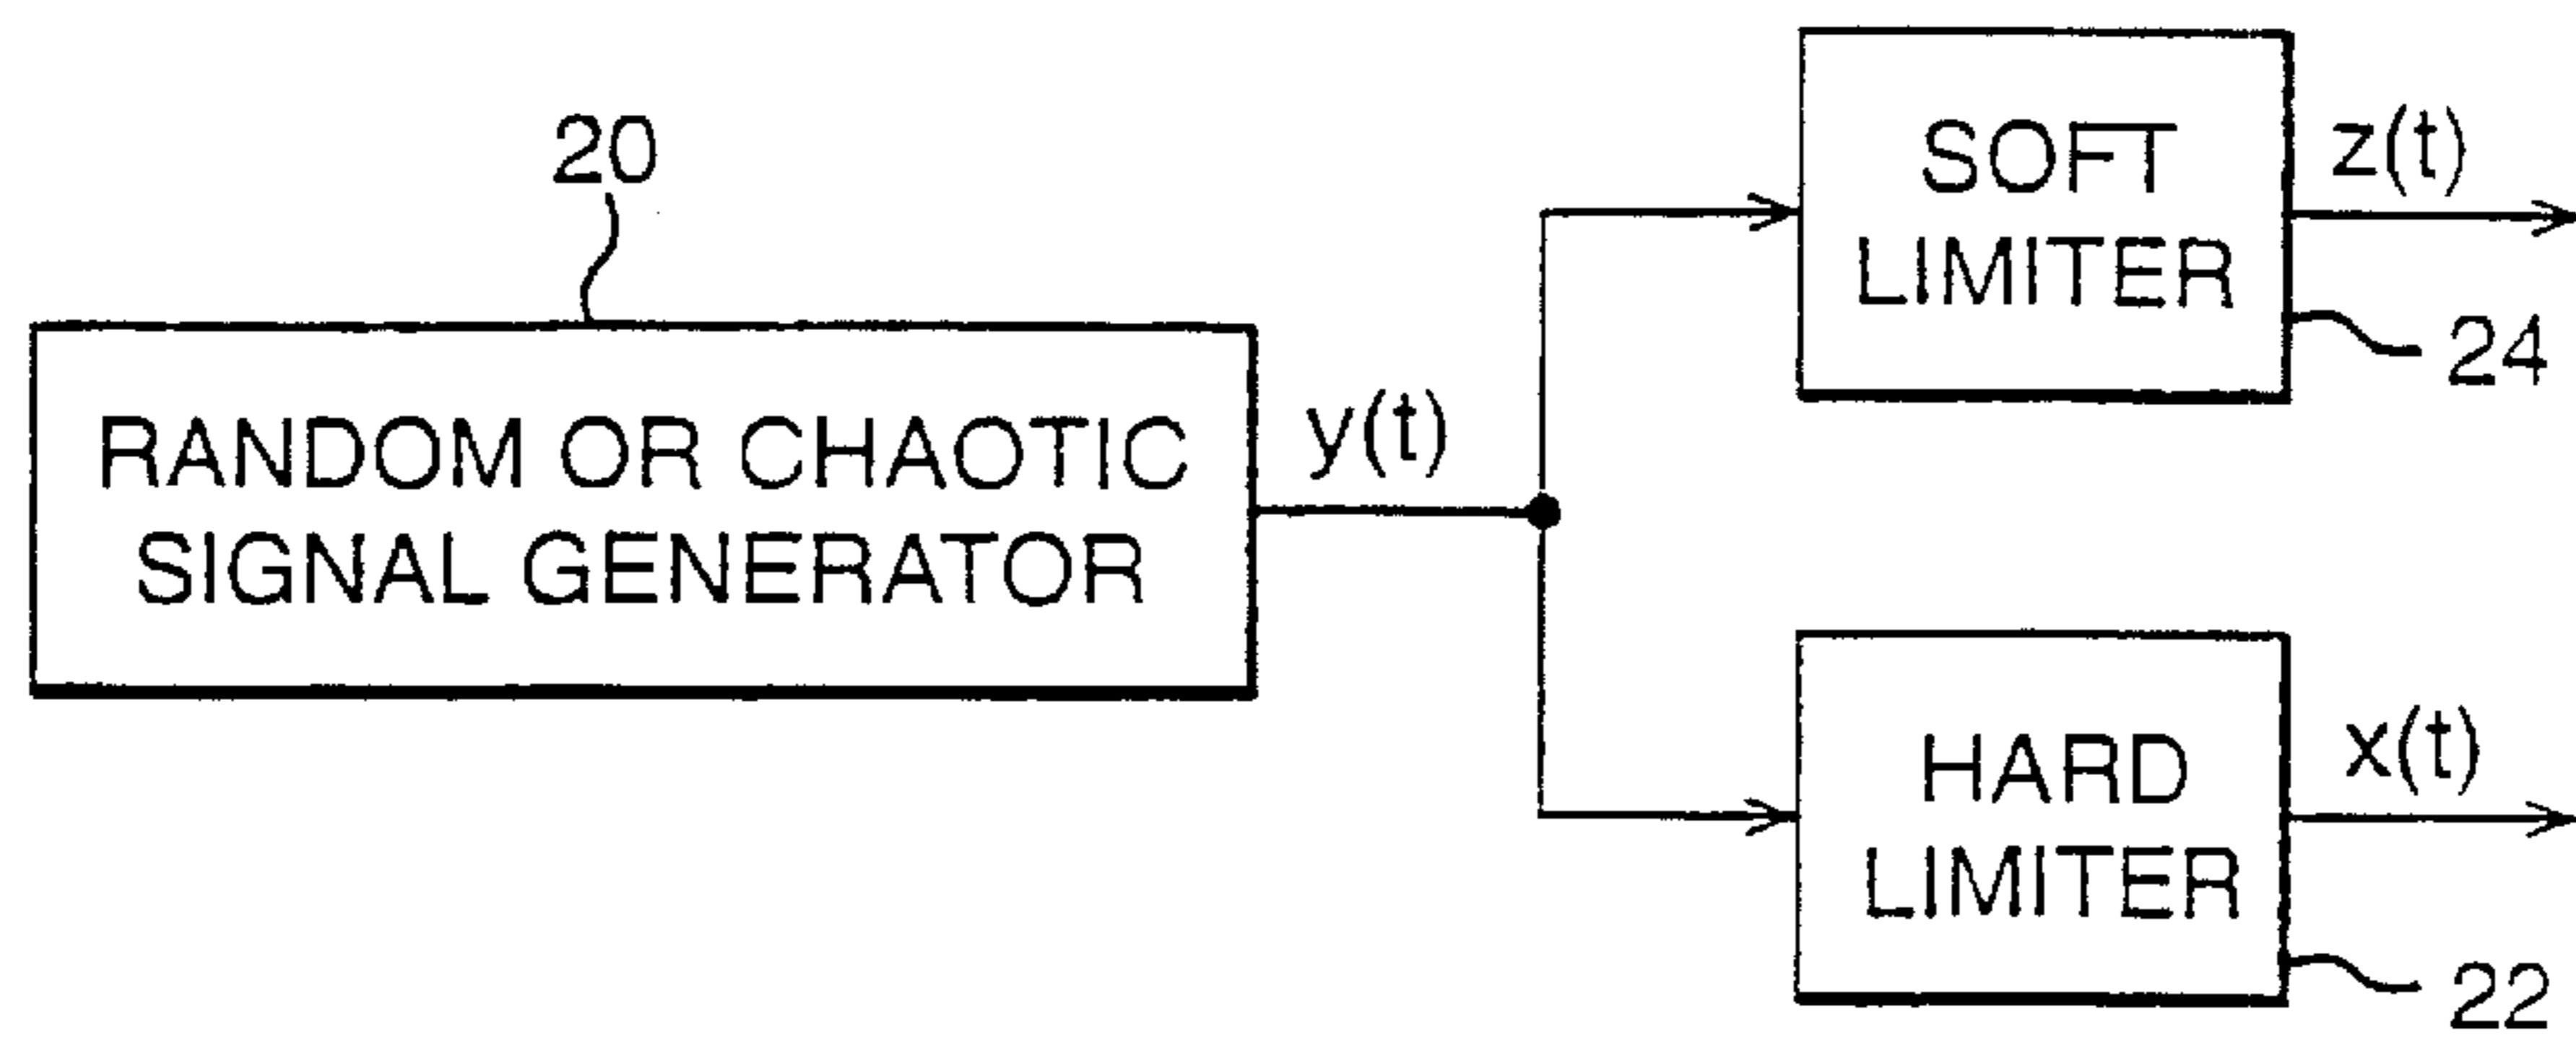 20
RANDOM OR CHAOTIC
SIGNAL GENERATOR
y(t)
SOFT
LIMITER
z(t)
24
HARD
LIMITER
x(t)
22